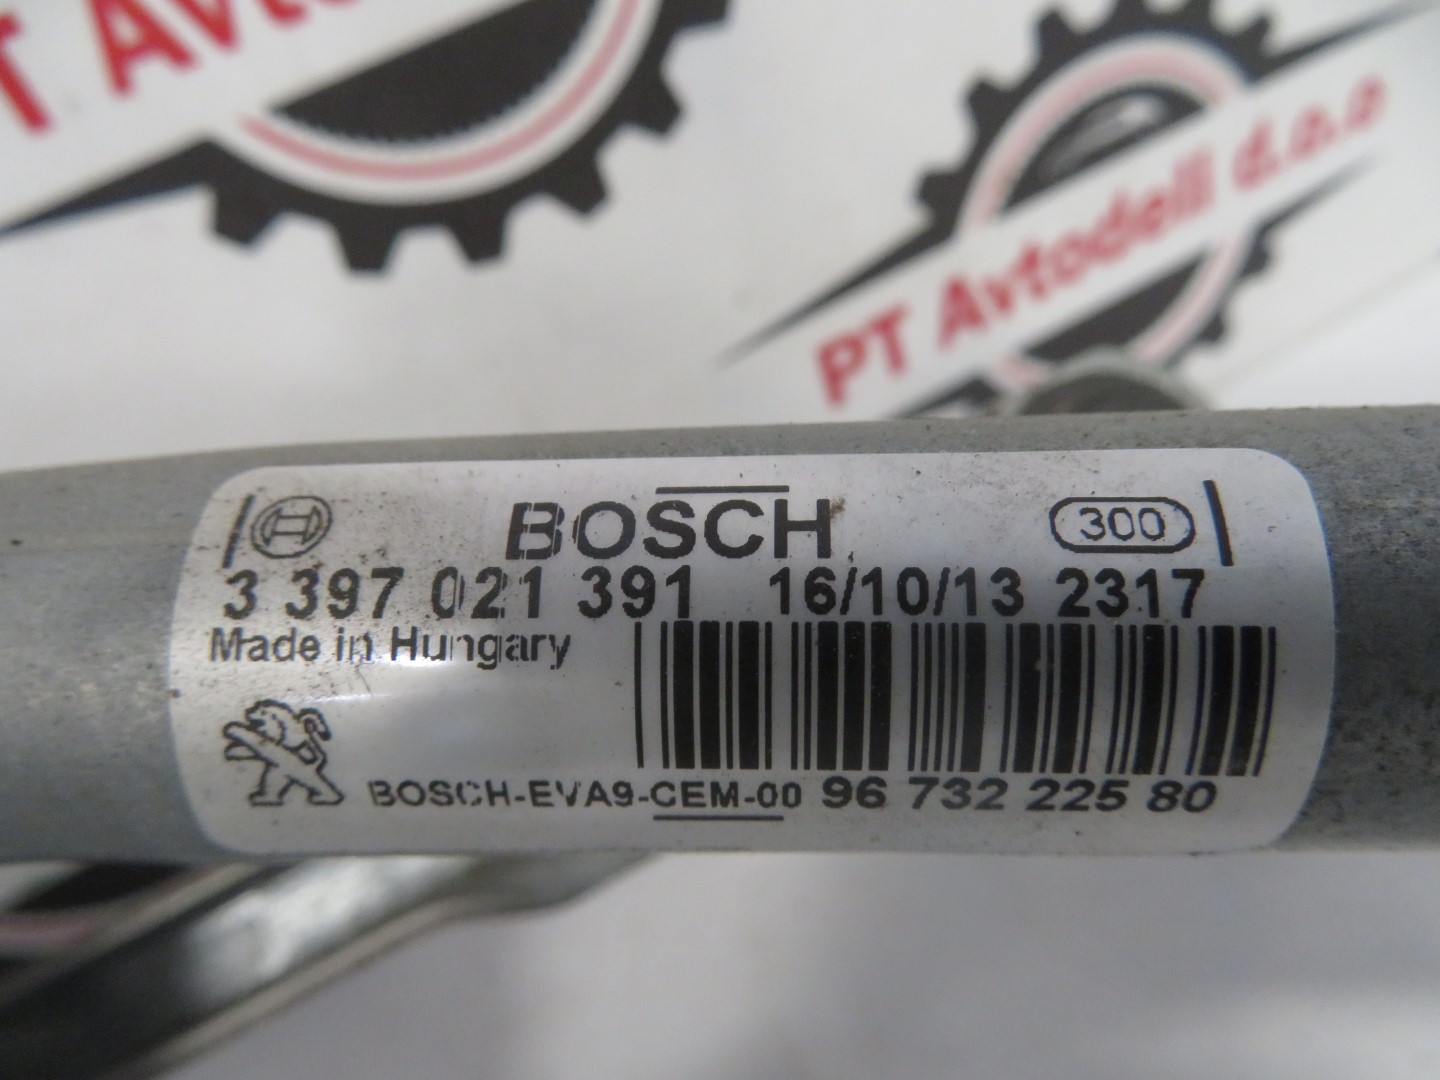 T Avto
PT Avtodeli d.o.o
BOSCH 300
3 397 021 391 16/10/13 2317
Made in Hungary
BOSCH-EVA9-CEM-00 96 732 225 80